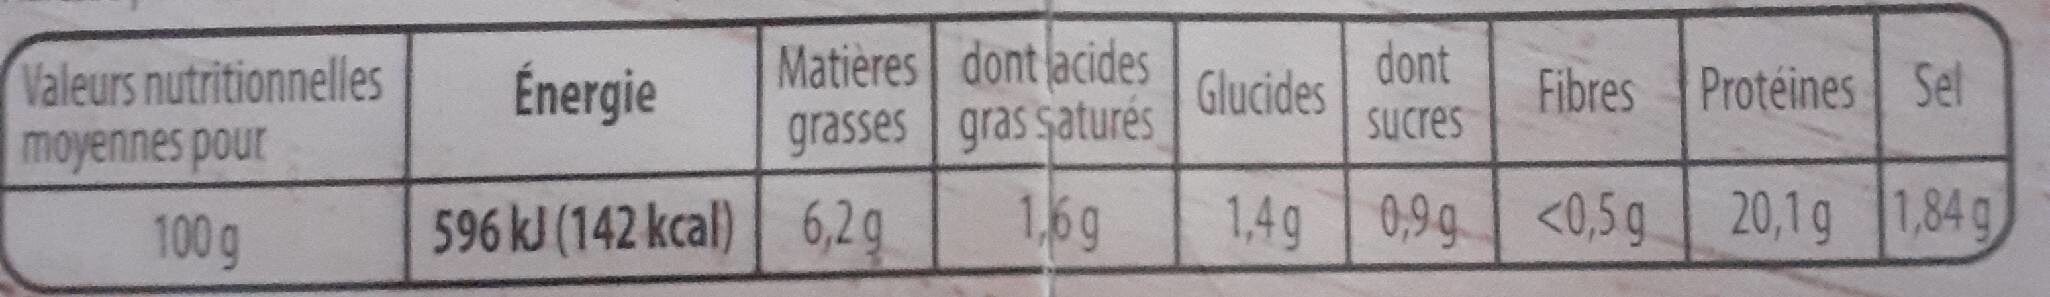 Valeurs nutritionnelles
moyennes pour
Énergie
Matières
grasses
dont acides
gras saturés
Glucides
dont
sucres
Fibres
Protéines
Sel
100 g
596 kJ (142 kcal)
6,2 g
1,6 g
1,4 g
0,9 g
<0,5 g
20,1 g
1,84 g